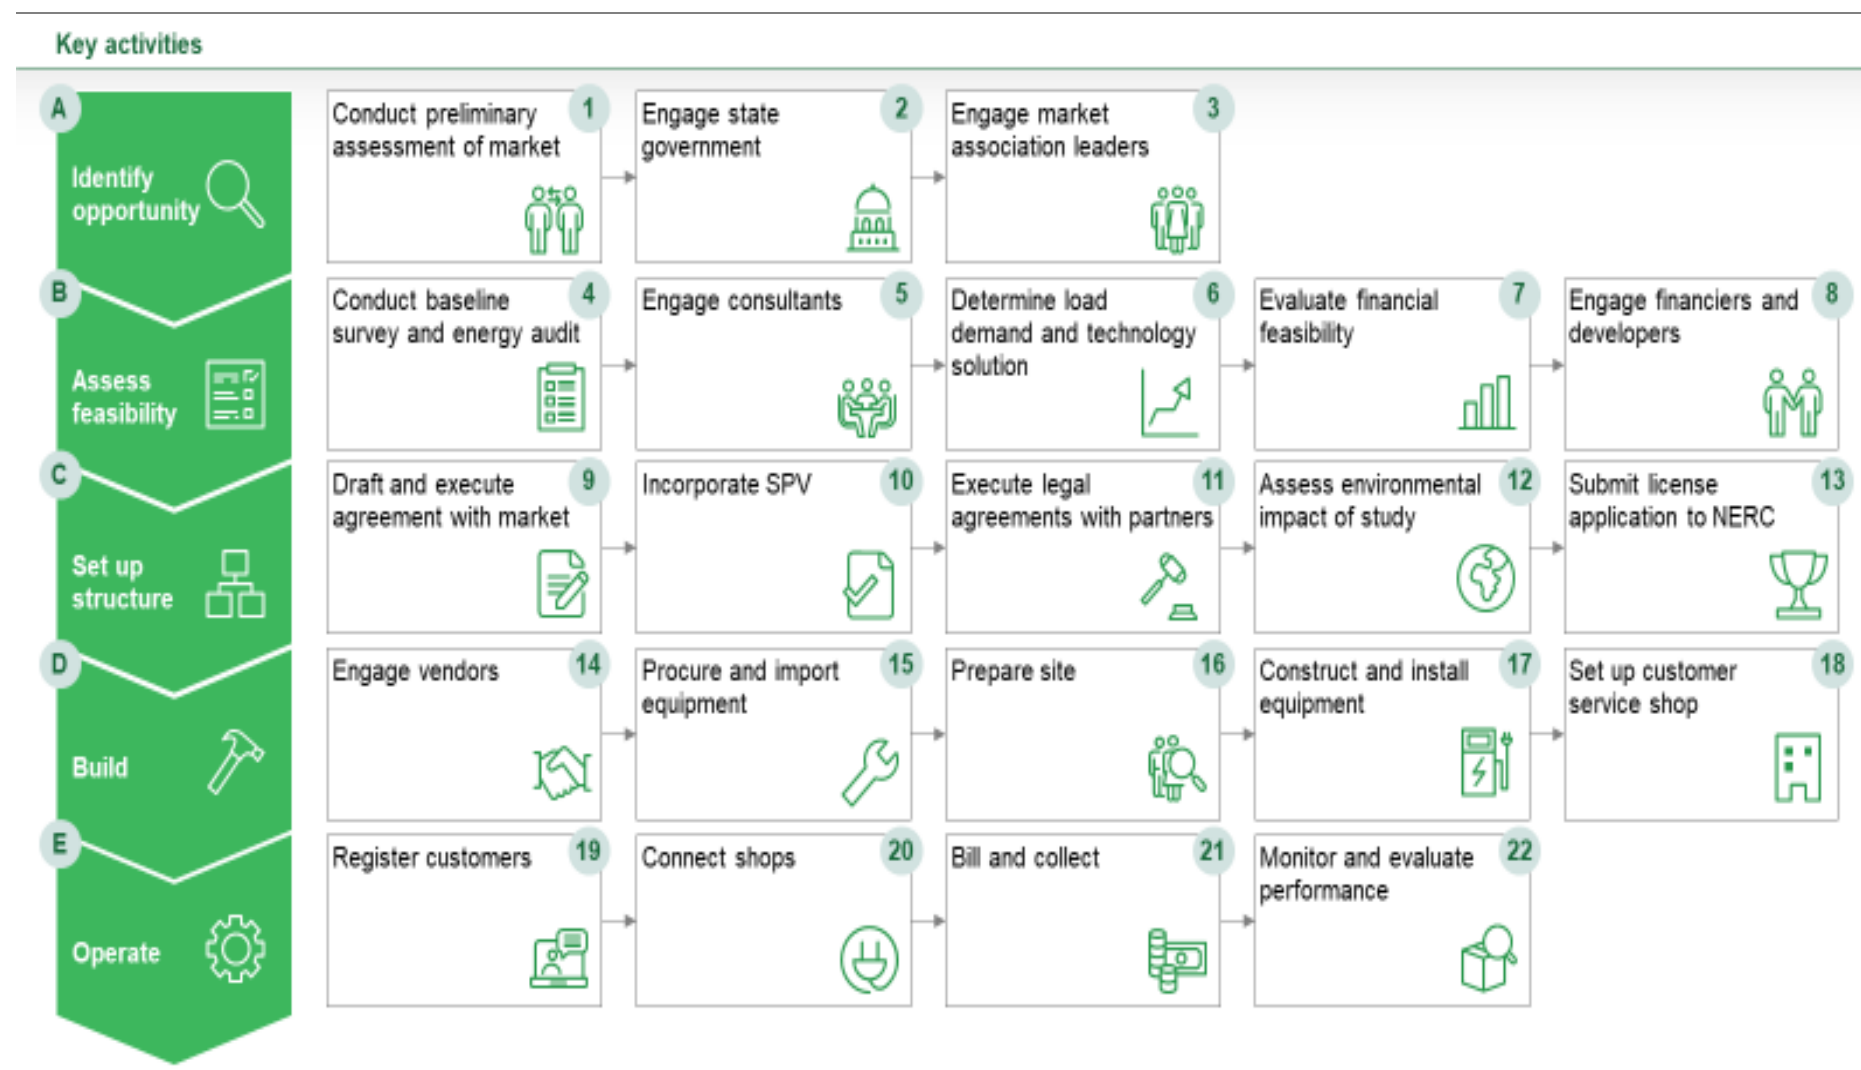 Key activities
A
Identify
opportunity
1
Conduct preliminary
assessment of market
2
Engage state
government
3
Engage market
association leaders
B
Assess
feasibility
4
Conduct baseline
survey and energy audit
5
Engage consultants
6
Determine load
demand and technology
solution
7
Evaluate financial
feasibility
8
Engage financiers and
developers
C
Set up
structure
9
Draft and execute
agreement with market
10
Incorporate SPV
11
Execute legal
agreements with partners
12
Assess environmental
impact of study
13
Submit license
application to NERC
D
Build
14
Engage vendors
15
Procure and import
equipment
16
Prepare site
17
Construct and install
equipment
18
Set up customer
service shop
E
Operate
19
Register customers
20
Connect shops
21
Bill and collect
22
Monitor and evaluate
performance